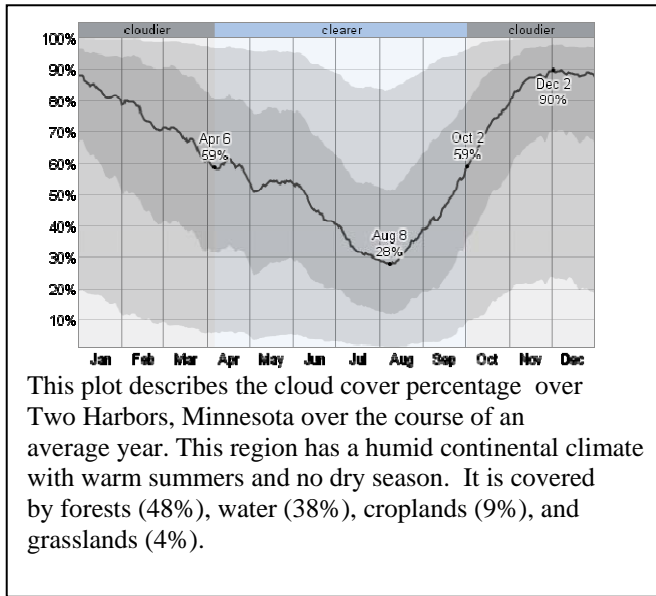 cloudier clearer cloudier
100%
90%
80%
70%
60%
50%
40%
30%
20%
10%
Apr 6
59%
Aug 8
28%
Oct 2
59%
Dec 2
90%
Jan Feb Mar Apr May Jun Jul Aug Sep Oct Nov Dec
This plot describes the cloud cover percentage over
Two Harbors, Minnesota over the course of an
average year. This region has a humid continental climate
with warm summers and no dry season. It is covered
by forests (48%), water (38%), croplands (9%), and
grasslands (4%).